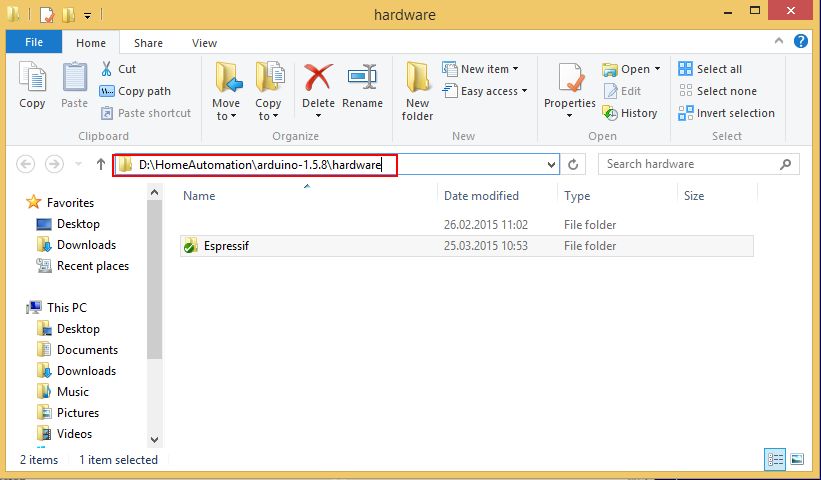 hardware
File Home Share View
Copy
Paste
Cut
Copy path
Paste shortcut
Clipboard
Move to
Copy to
Delete
Rename
Organize
New folder
New item
Easy access
New
Properties
Open
Edit
History
Open
Select all
Select none
Invert selection
Select
D:\HomeAutomation\arduino-1.5.8\hardware
Search hardware
Favorites
Desktop
Downloads
Recent places
This PC
Desktop
Documents
Downloads
Music
Pictures
Videos
Name Date modified Type Size
26.02.2015 11:02 File folder
Espressif 25.03.2015 10:53 File folder
2 items 1 item selected